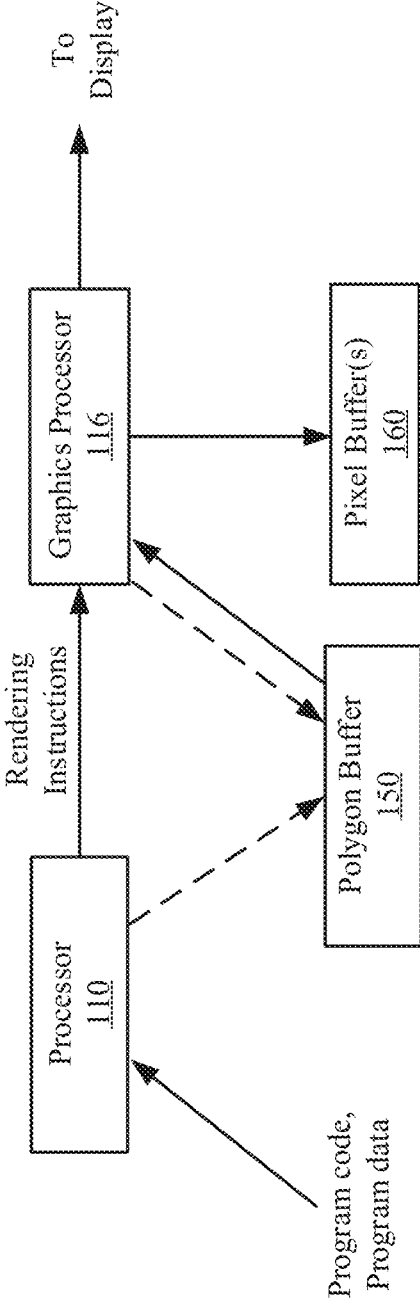 Program code,
Program data
Processor
110
Rendering
Instructions
Polygon Buffer
150
Graphics Processor
116
Pixel Buffer(s)
160
To
Display